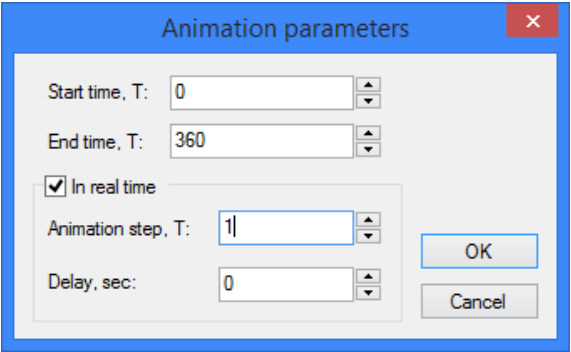 Animation parameters
Start time, T: 0
End time, T: 360
In real time
Animation step, T: 1
Delay, sec: 0
OK
Cancel